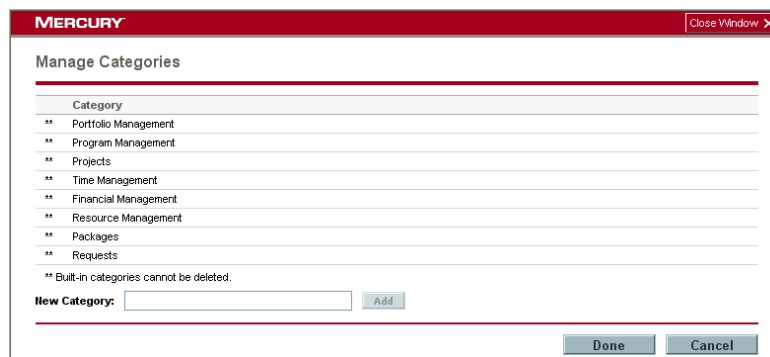 MERCURY™
Close Window X
Manage Categories
Category
** Portfolio Management
** Program Management
** Projects
** Time Management
** Financial Management
** Resource Management
** Packages
** Requests
** Built-in categories cannot be deleted.
New Category: Add
Done Cancel